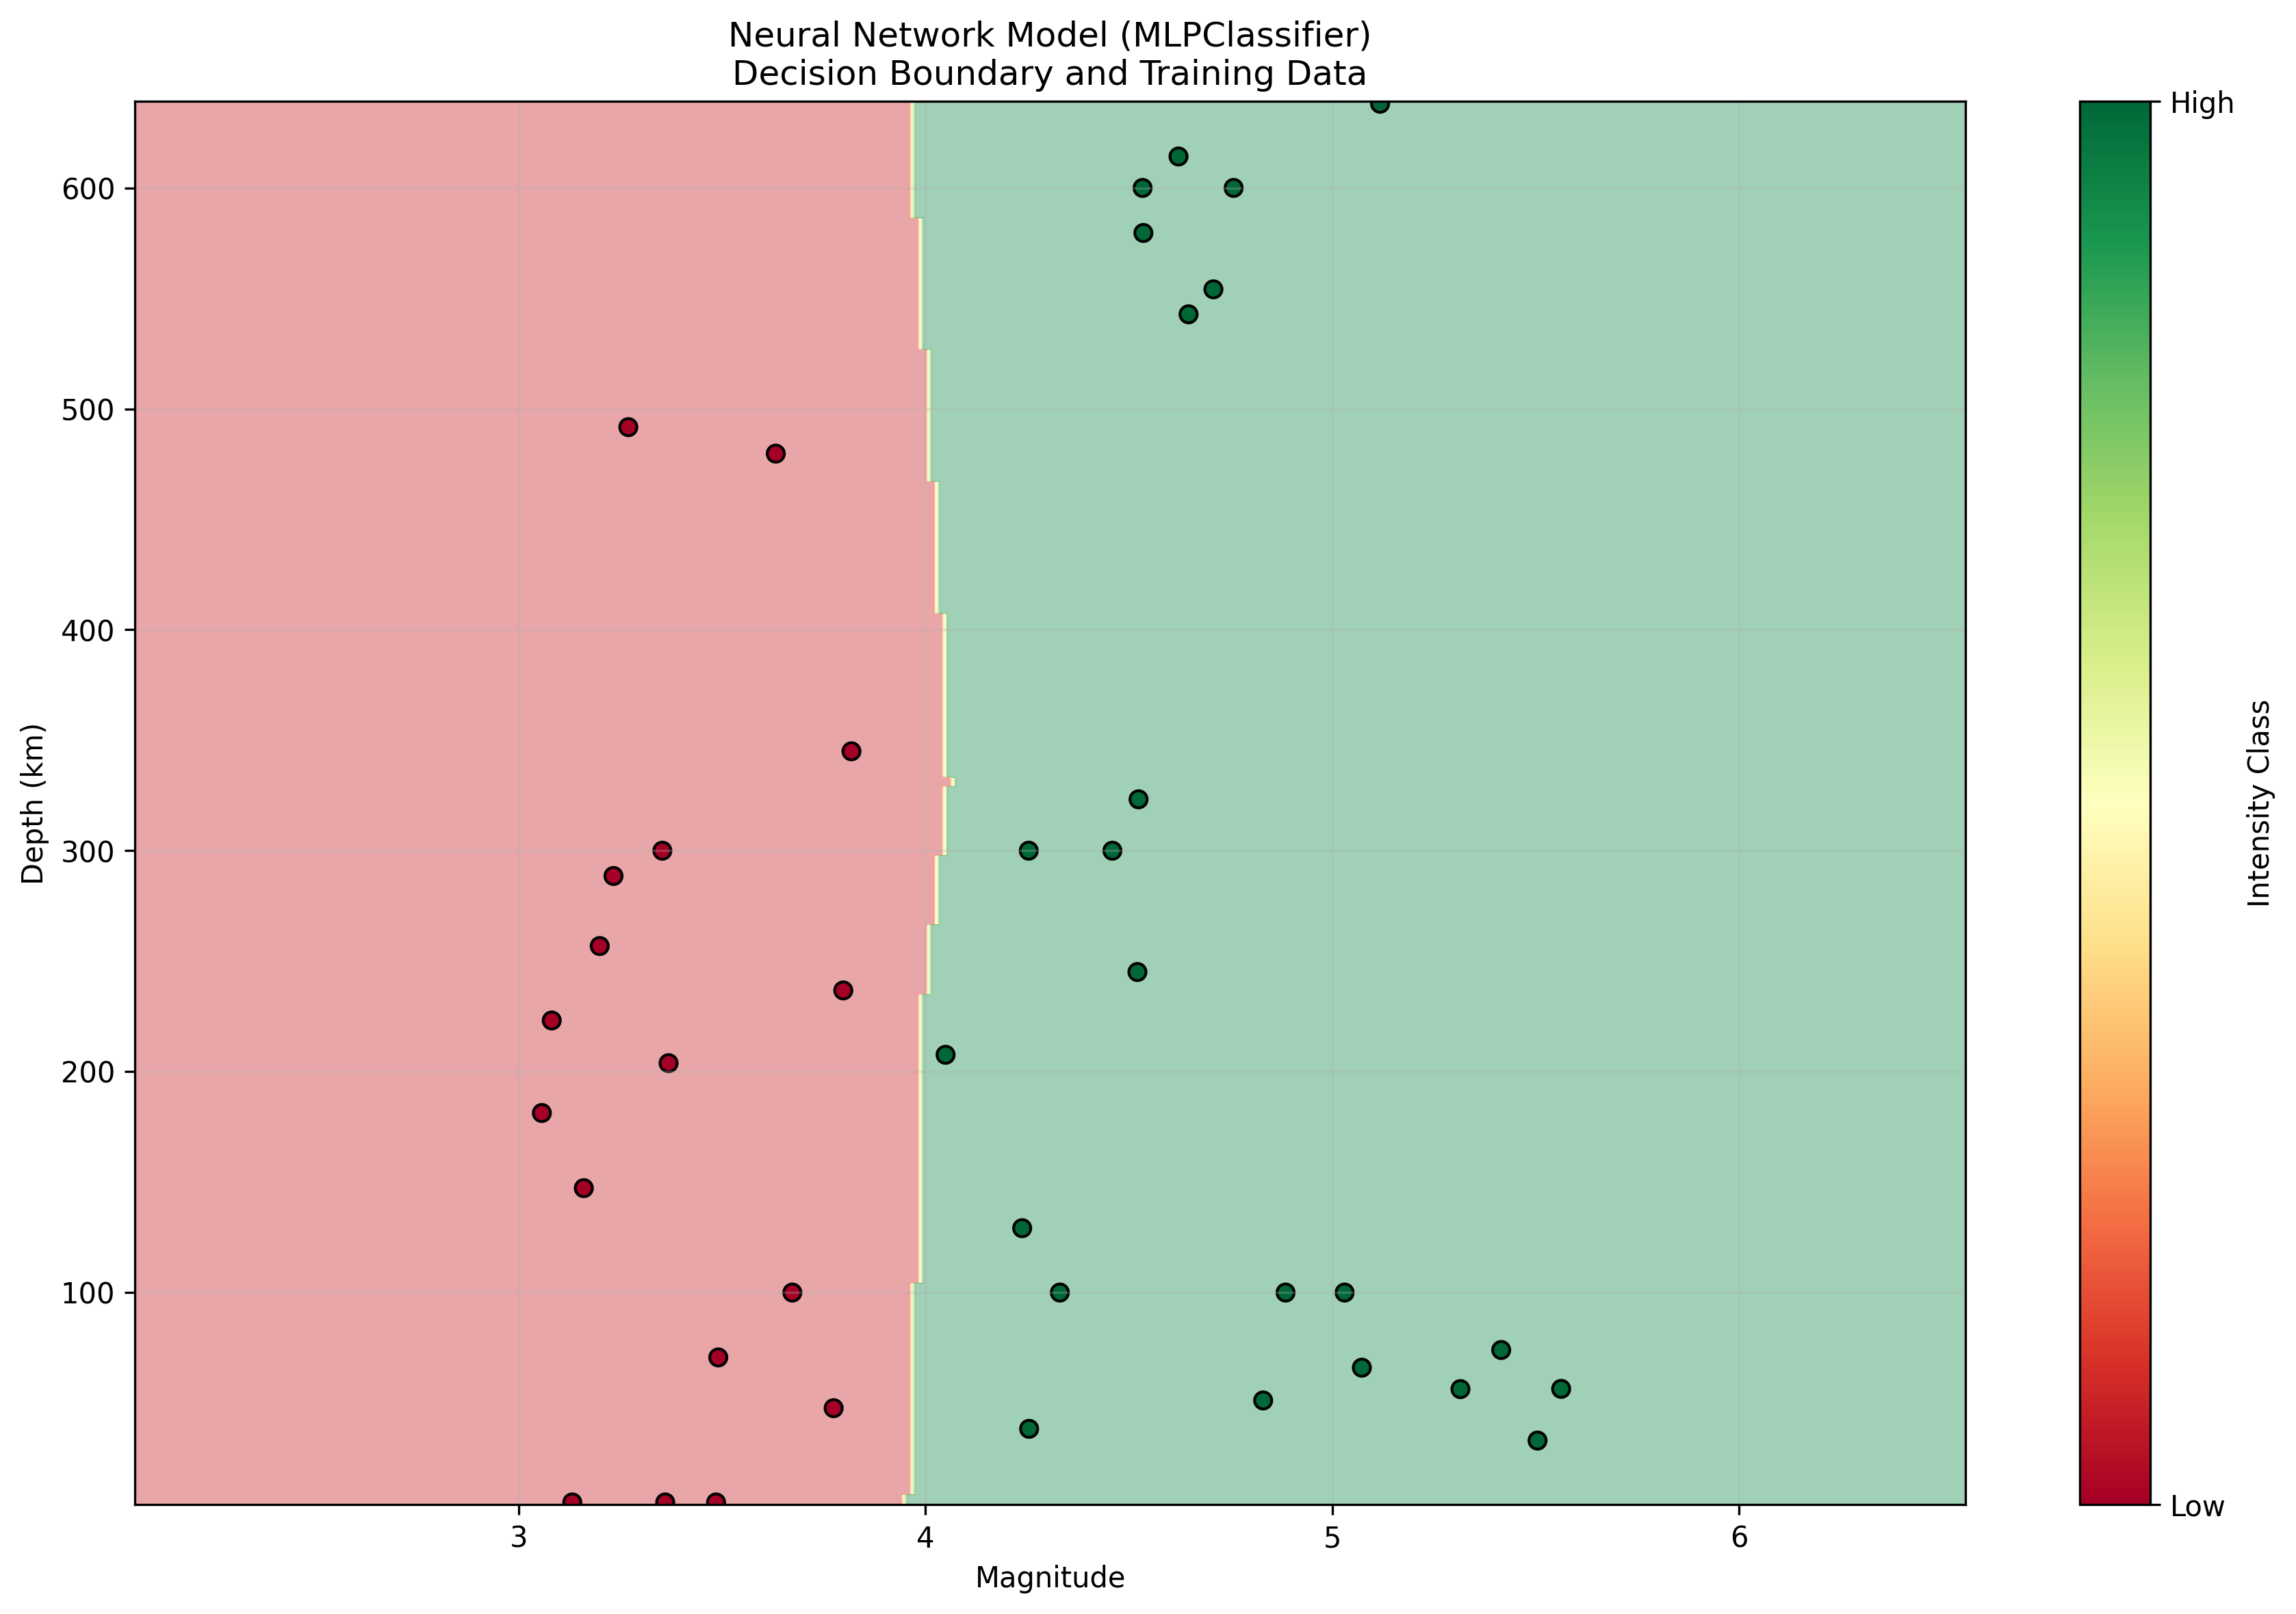 Neural Network Model (MLPClassifier)
Decision Boundary and Training Data
High
600
500
400
300
200
100
Depth (km)
Intensity Class
Low
3
4
5
6
Magnitude